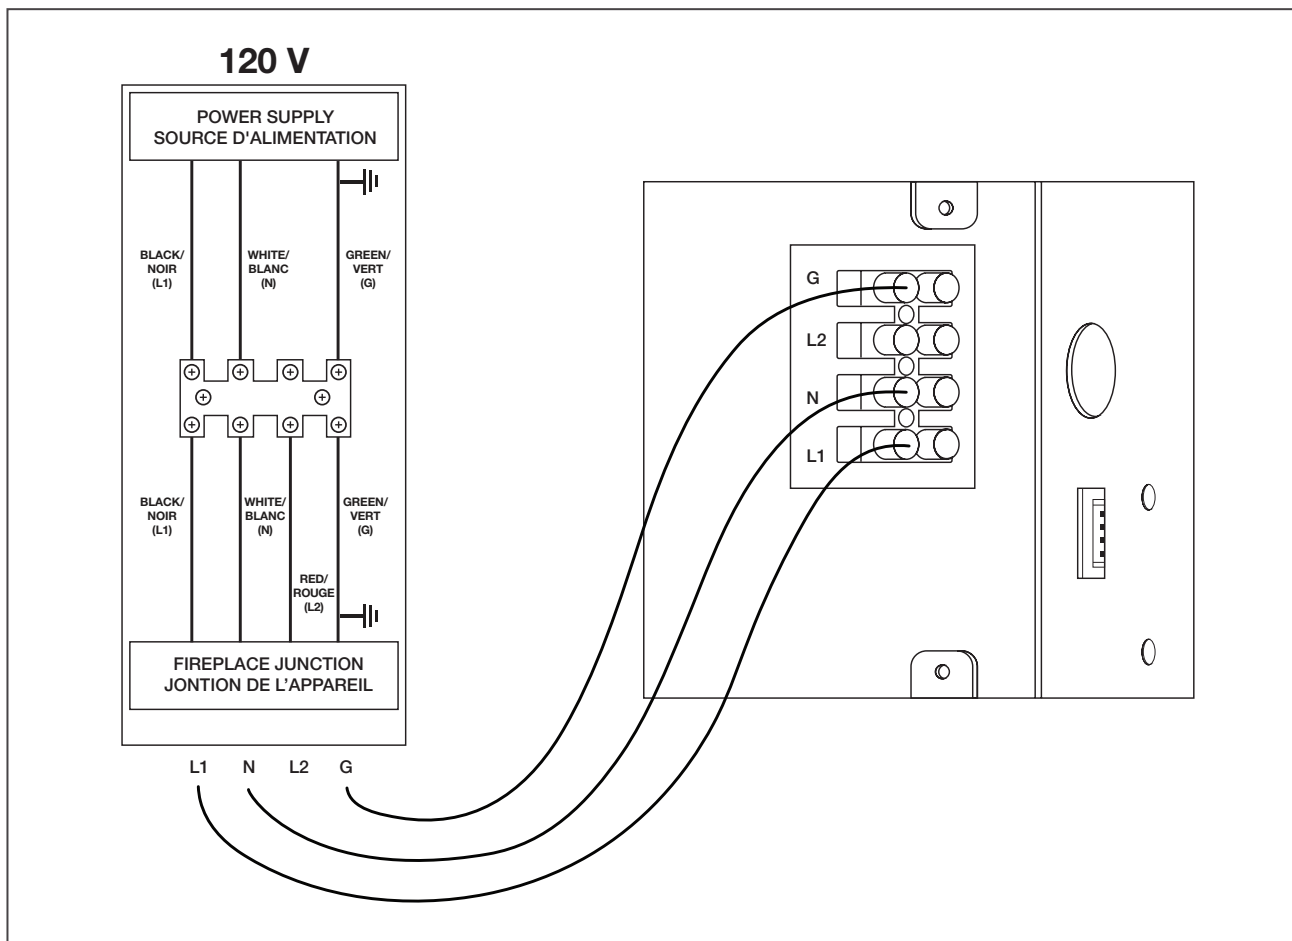 120 V
POWER SUPPLY
SOURCE D'ALIMENTATION
BLACK/
NOIR
(L1)
WHITE/
BLANC
(N)
GREEN/
VERT
(G)
BLACK/
NOIR
(L1)
WHITE/
BLANC
(N)
GREEN/
VERT
(G)
RED/
ROUGE
(L2)
FIREPLACE JUNCTION
JONTION DE L’APPAREIL
L1 N L2 G
G
L2
N
L1